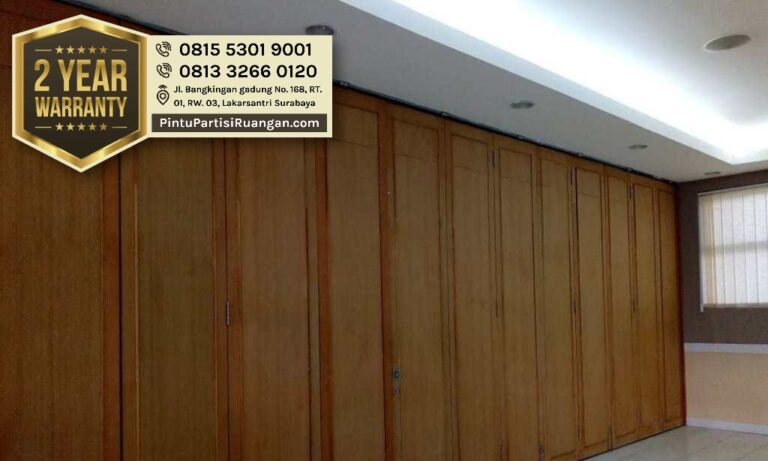 2 YEAR
WARRANTY
0815 5301 9001
0813 3266 0120
Jl. Bangkingan gadung No. 168, RT.
01, RW. 03, Lakarsantri Surabaya
PintuPartisiRuangan.com